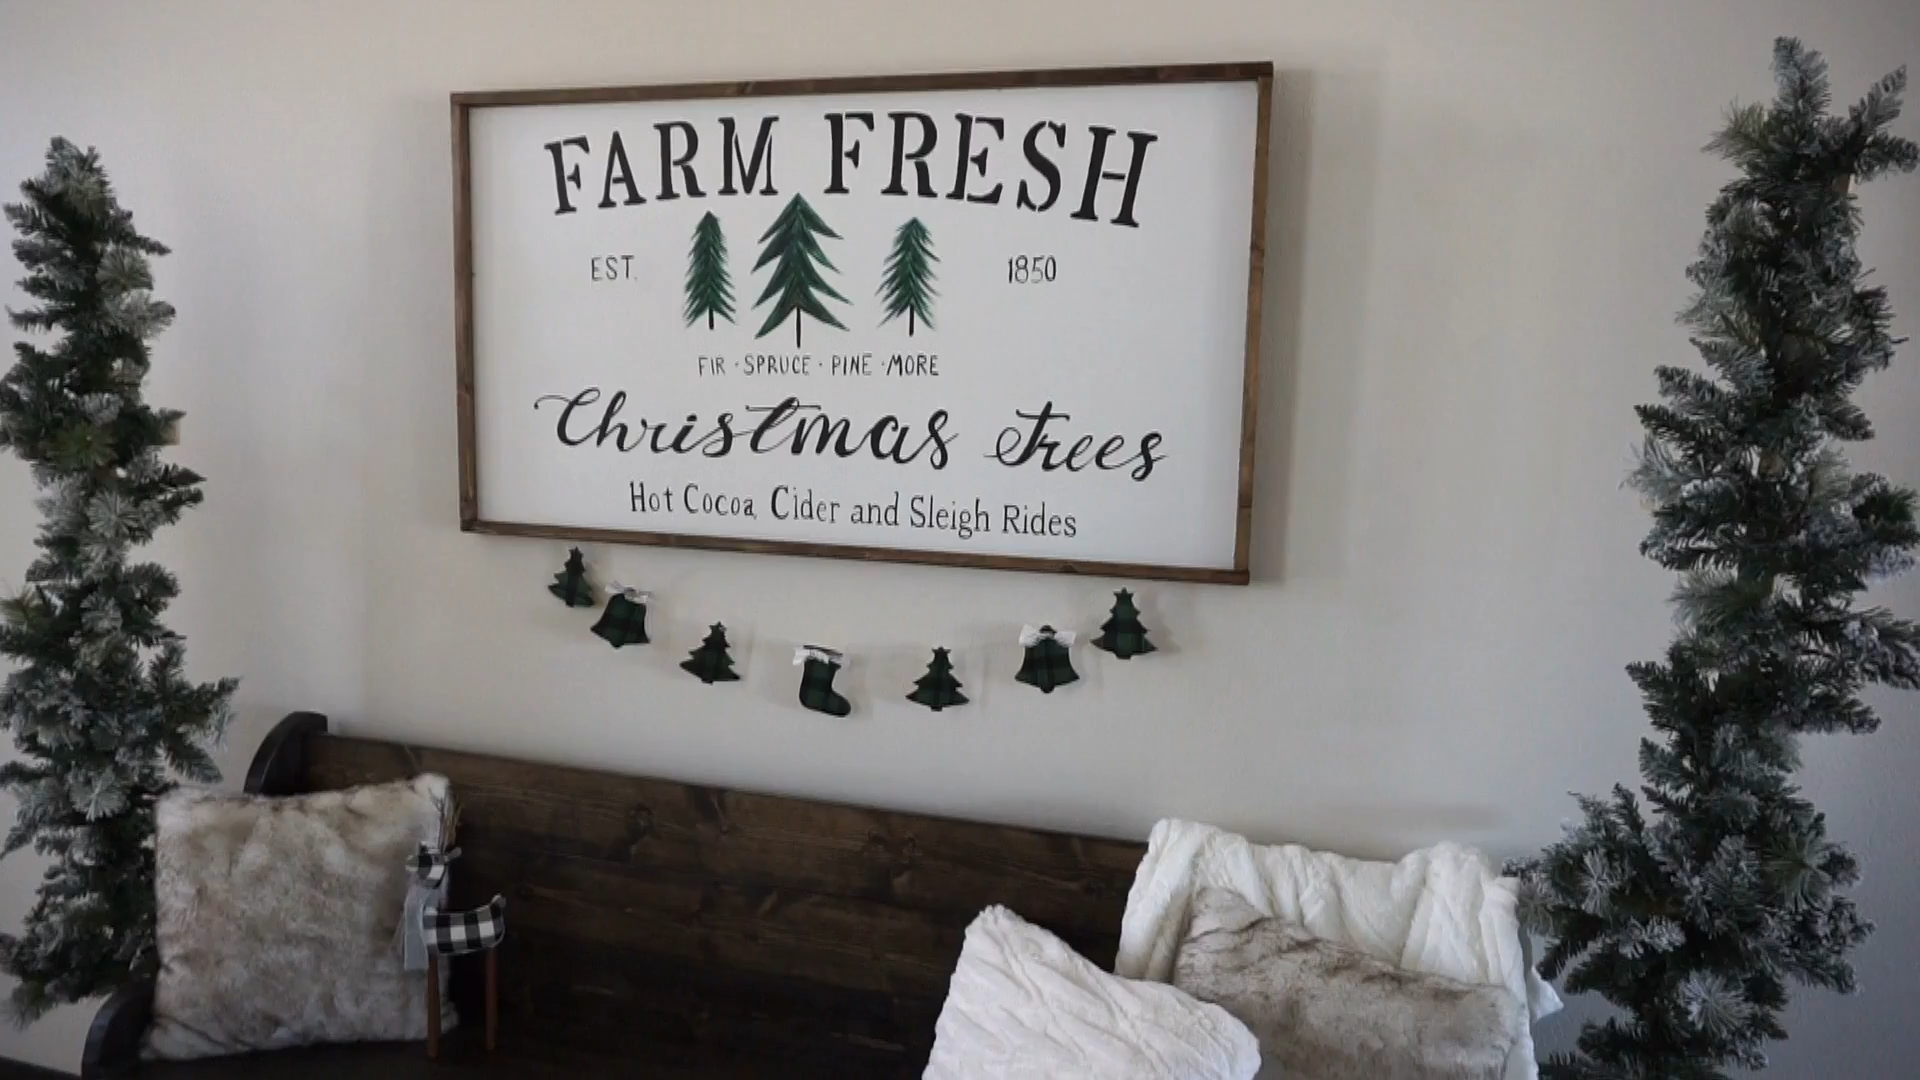 FARM FRESH
EST. 1850
FIR · SPRUCE · PINE · MORE
Christmas Trees
Hot Cocoa, Cider and Sleigh Rides